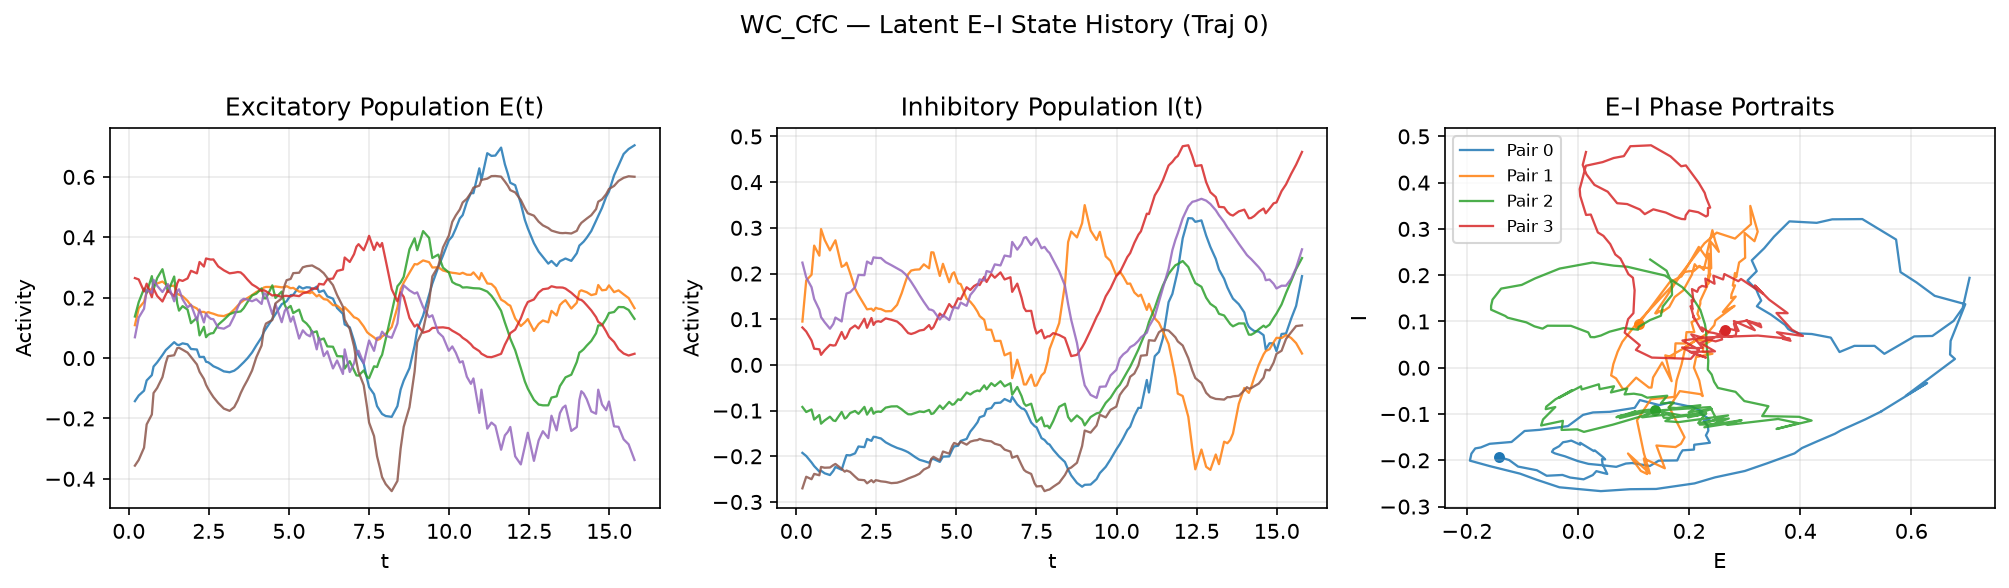 WC_CfC — Latent E–I State History (Traj 0)
Excitatory Population E(t)
Activity
0.6
0.4
0.2
0.0
−0.2
−0.4
0.0 2.5 5.0 7.5 10.0 12.5 15.0
t
Inhibitory Population I(t)
Activity
0.5
0.4
0.3
0.2
0.1
0.0
−0.1
−0.2
−0.3
0.0 2.5 5.0 7.5 10.0 12.5 15.0
t
E–I Phase Portraits
I
0.5
0.4
0.3
0.2
0.1
0.0
−0.1
−0.2
−0.3
Pair 0
Pair 1
Pair 2
Pair 3
−0.2 0.0 0.2 0.4 0.6
E